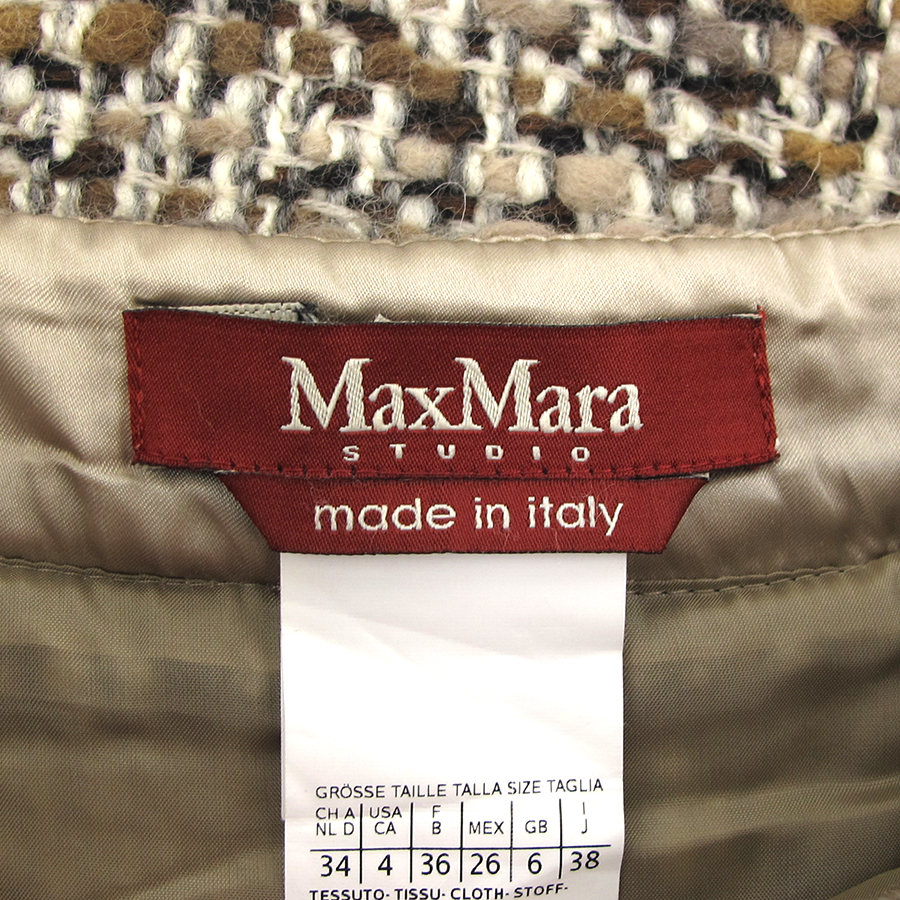 MaxMara
STUDIO
made in italy
GRÖSSE TAILLE TALLA SIZE TAGLIA
CH A USA F I
NL D CA B MEX GB J
34 4 36 26 6 38
TESSUTO- TISSU- CLOTH- STOFF-